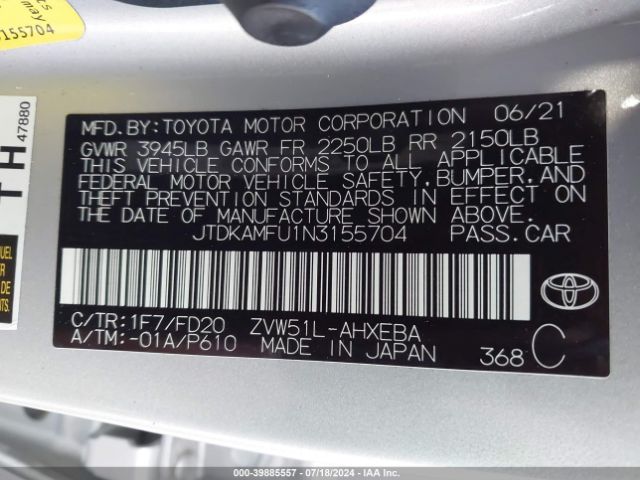 155704
TH
47880
MFD.BY:TOYOTA MOTOR CORPORATION 06/21
GVWR 3945LB GAWR FR 2250LB RR 2150LB
THIS VEHICLE CONFORMS TO ALL APPLICABLE
FEDERAL MOTOR VEHICLE SAFETY, BUMPER, AND
THEFT PREVENTION STANDARDS IN EFFECT ON
THE DATE OF MANUFACTURE SHOWN ABOVE.
JTDKAMFU1N3155704 PASS.CAR
C/TR:1F7/FD20 ZVW51L-AHXEBA
A/TM:-01A/P610 MADE IN JAPAN 368 C
TOYOTA
000-39885557 / 07/18/2024 / IAA, Inc.